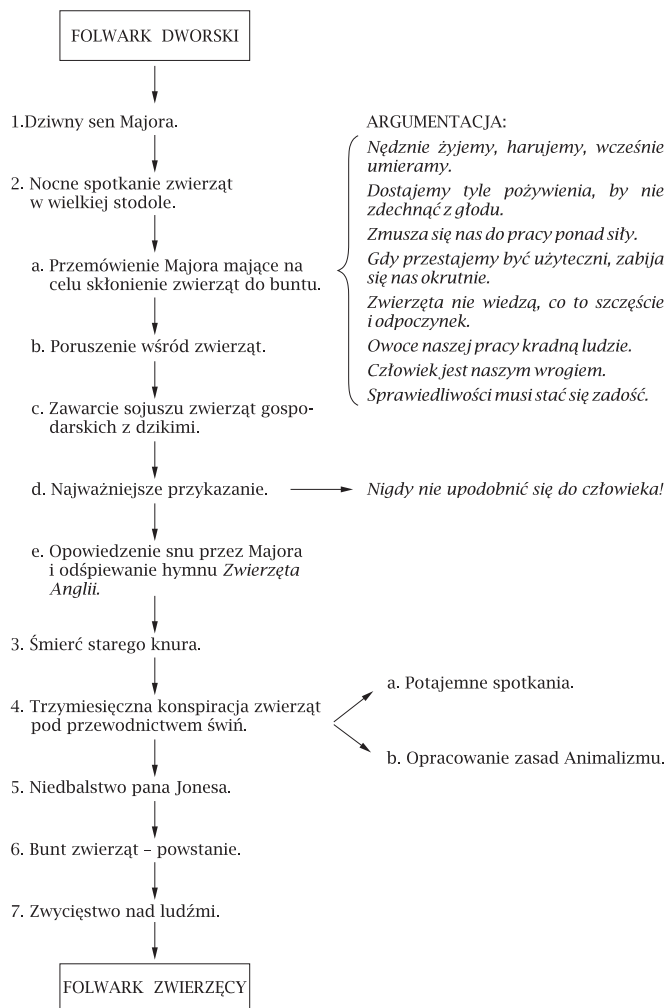 FOLWARK DWORSKI
1.Dziwny sen Majora.
2. Nocne spotkanie zwierząt
w wielkiej stodole.
a. Przemówienie Majora mające na
celu skłonienie zwierząt do buntu.
ARGUMENTACJA:
Nędznie żyjemy, harujemy, wcześnie
umieramy.
Dostajemy tyle pożywienia, by nie
zdechnąć z głodu.
Zmusza się nas do pracy ponad siły.
Gdy przestajemy być użyteczni, zabija
się nas okrutnie.
Zwierzęta nie wiedzą, co to szczęście
i odpoczynek.
Owoce naszej pracy kradną ludzie.
Człowiek jest naszym wrogiem.
Sprawiedliwości musi stać się zadość.
b. Poruszenie wśród zwierząt.
c. Zawarcie sojuszu zwierząt gospo-
darskich z dzikimi.
d. Najważniejsze przykazanie.
Nigdy nie upodobnić się do człowieka!
e. Opowiedzenie snu przez Majora
i odśpiewanie hymnu Zwierzęta
Anglii.
3. Śmierć starego knura.
4. Trzymiesięczna konspiracja zwierząt
pod przewodnictwem świń.
a. Potajemne spotkania.
b. Opracowanie zasad Animalizmu.
5. Niedbalstwo pana Jonesa.
6. Bunt zwierząt – powstanie.
7. Zwycięstwo nad ludźmi.
FOLWARK ZWIERZĘCY